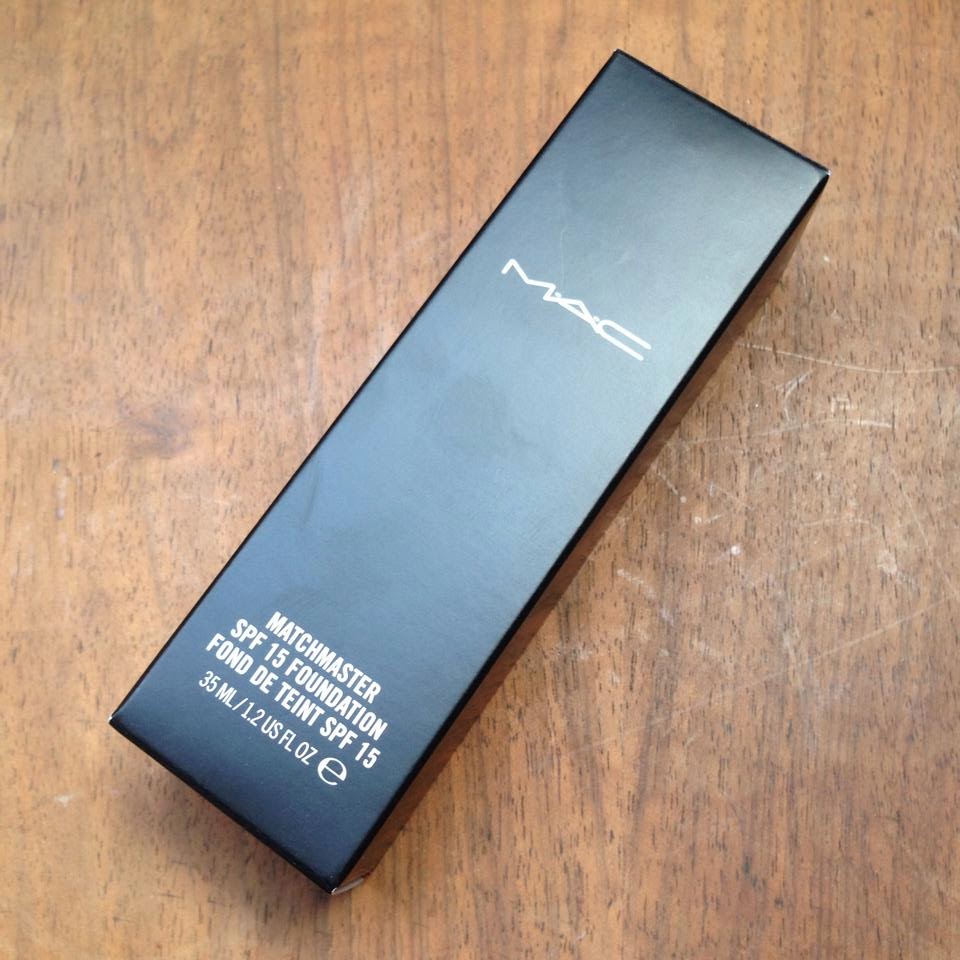 M·A·C
MATCHMASTER
SPF 15 FOUNDATION
FOND DE TEINT SPF 15
35 ML/1.2 US FL OZ ℮